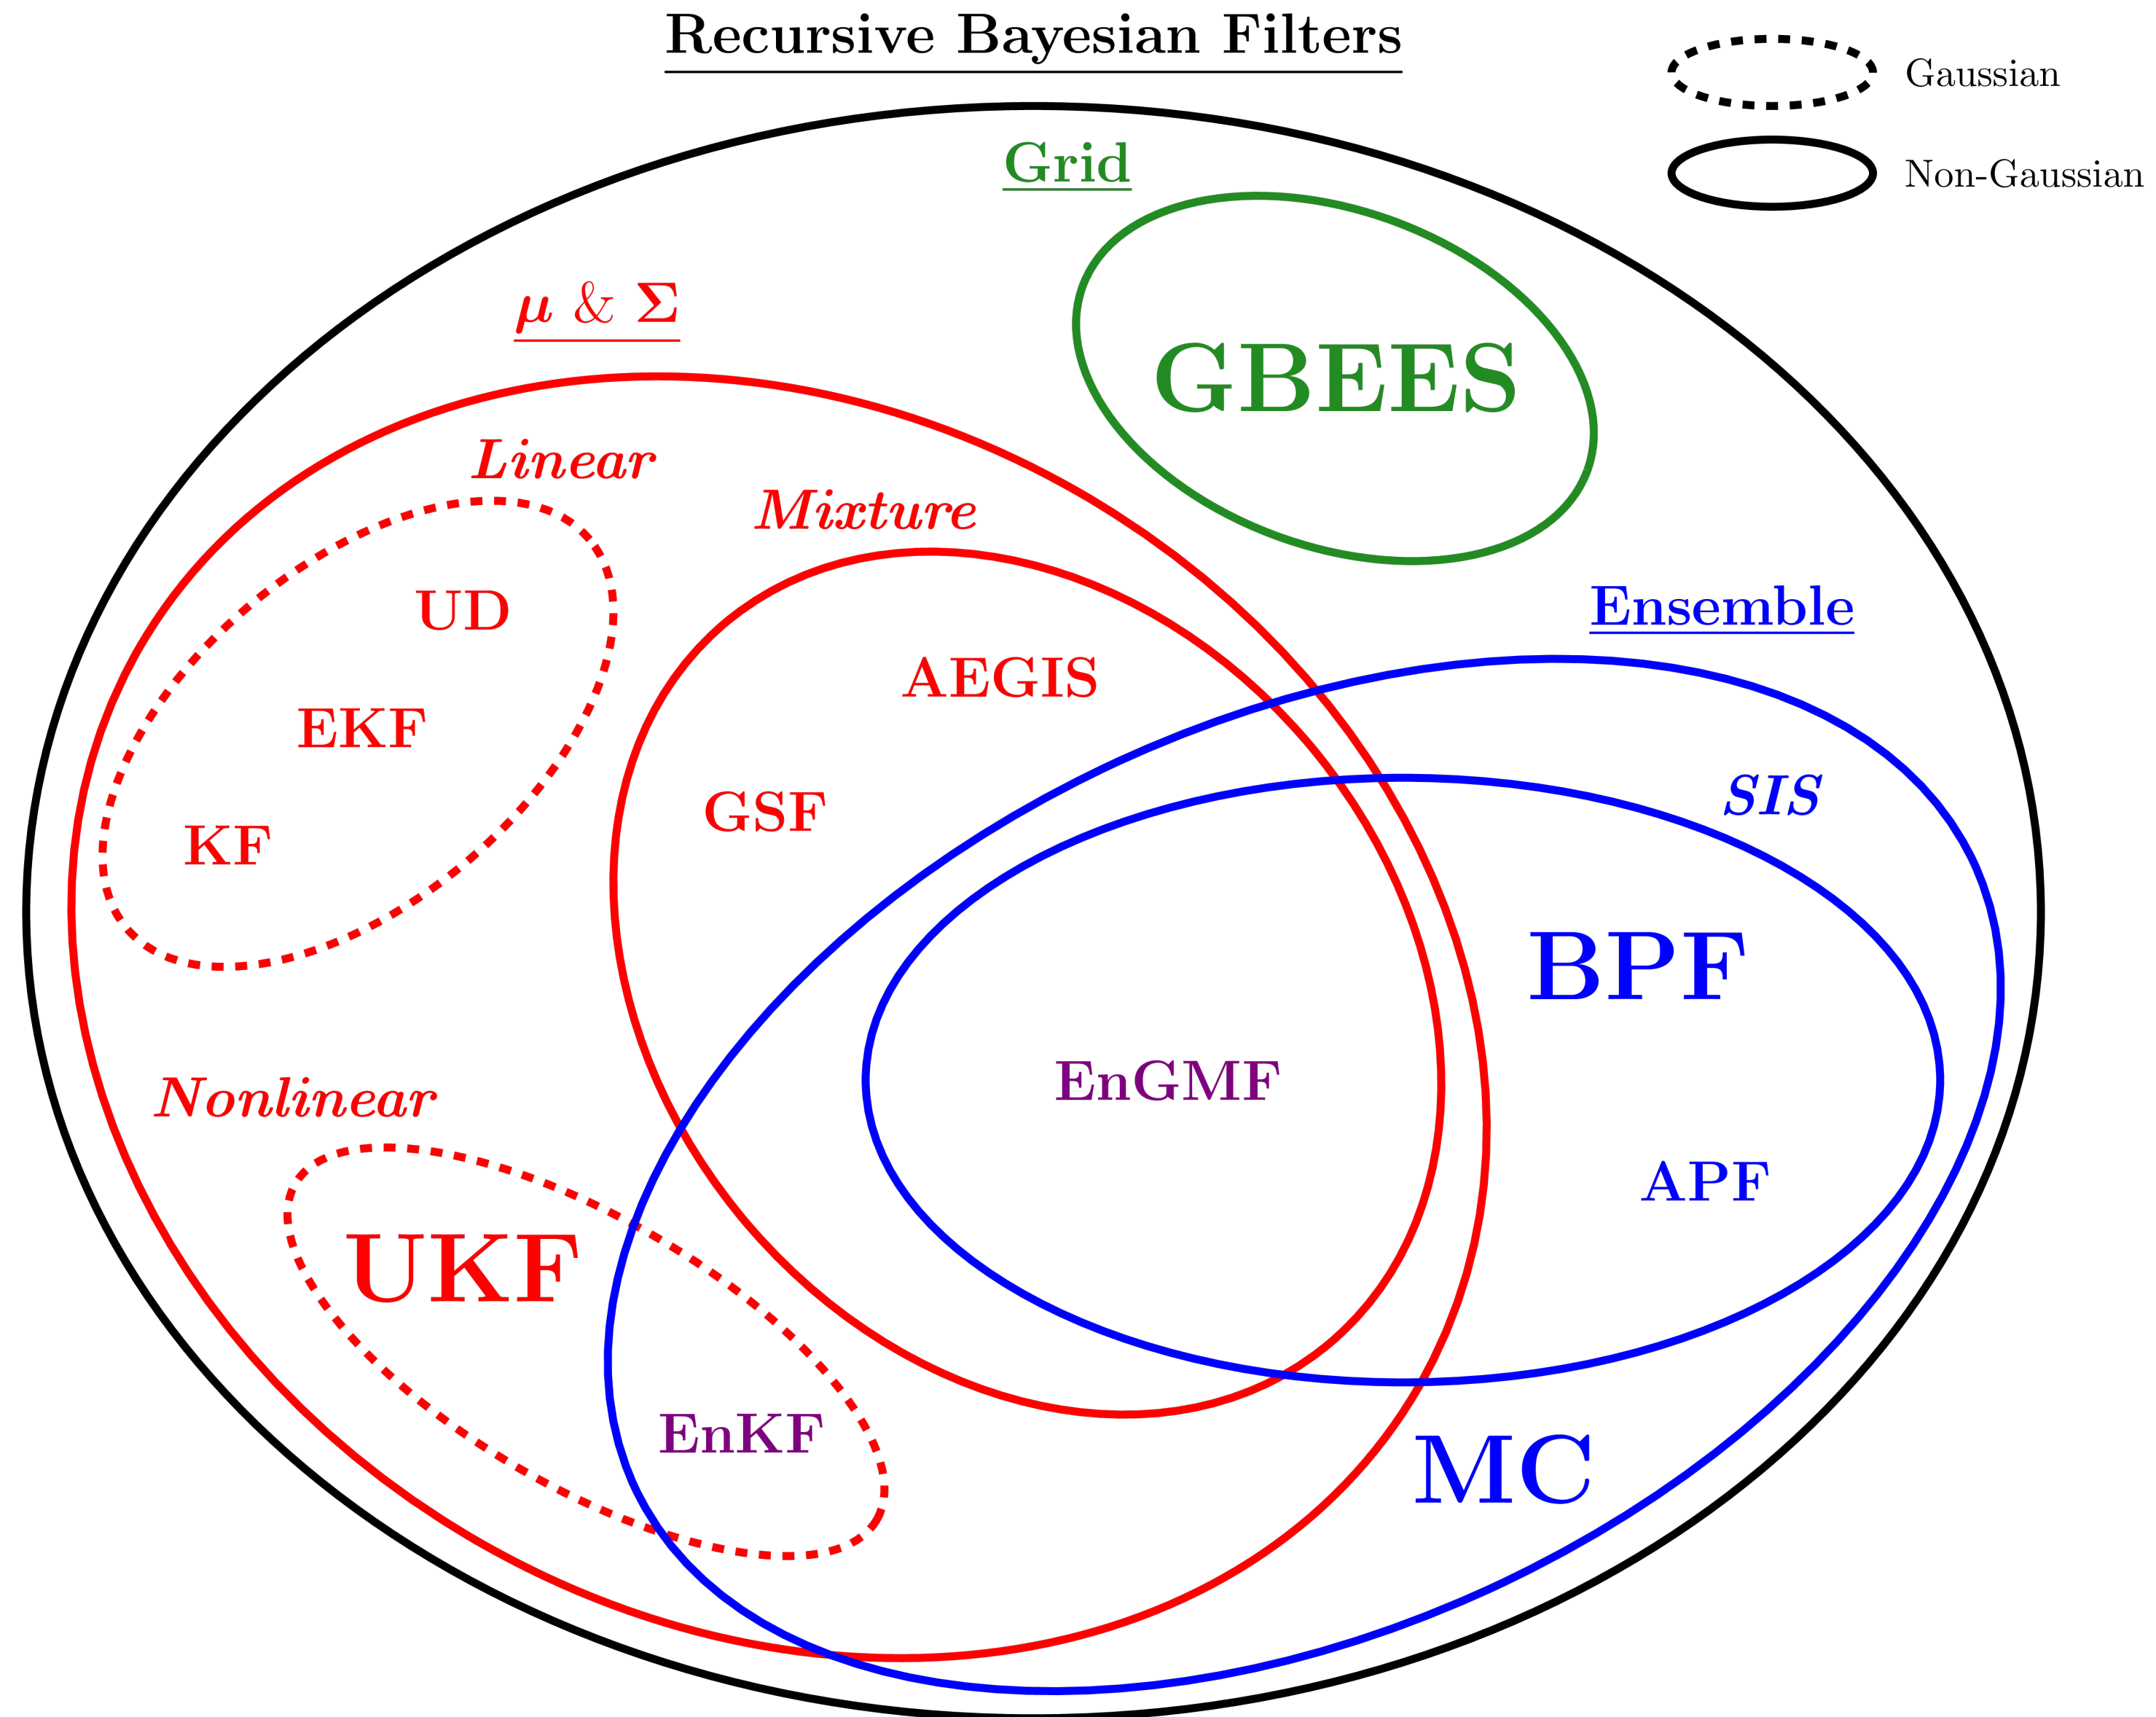 Recursive Bayesian Filters
Gaussian
Non-Gaussian
Grid
GBEES
μ & Σ
Linear
UD
EKF
KF
Mixture
AEGIS
GSF
Ensemble
SIS
BPF
EnGMF
APF
Nonlinear
UKF
EnKF
MC